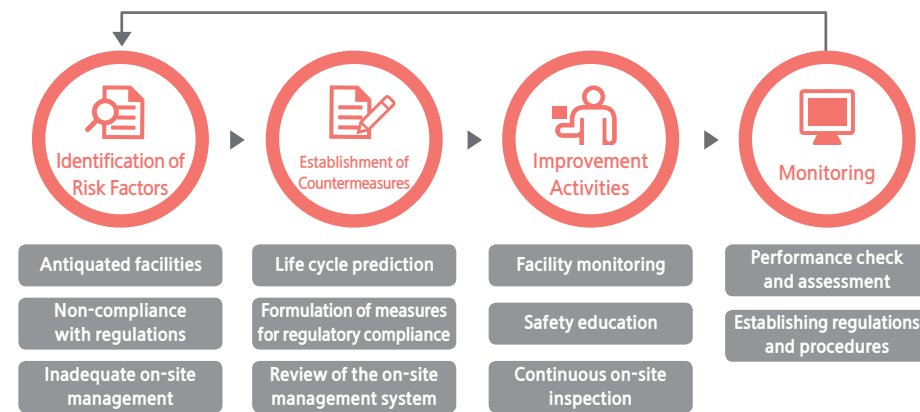 Identification of
Risk Factors
Establishment of
Countermeasures
Improvement
Activities
Monitoring
Antiquated facilities
Non-compliance
with regulations
Inadequate on-site
management
Life cycle prediction
Formulation of measures
for regulatory compliance
Review of the on-site
management system
Facility monitoring
Safety education
Continuous on-site
inspection
Performance check
and assessment
Establishing regulations
and procedures